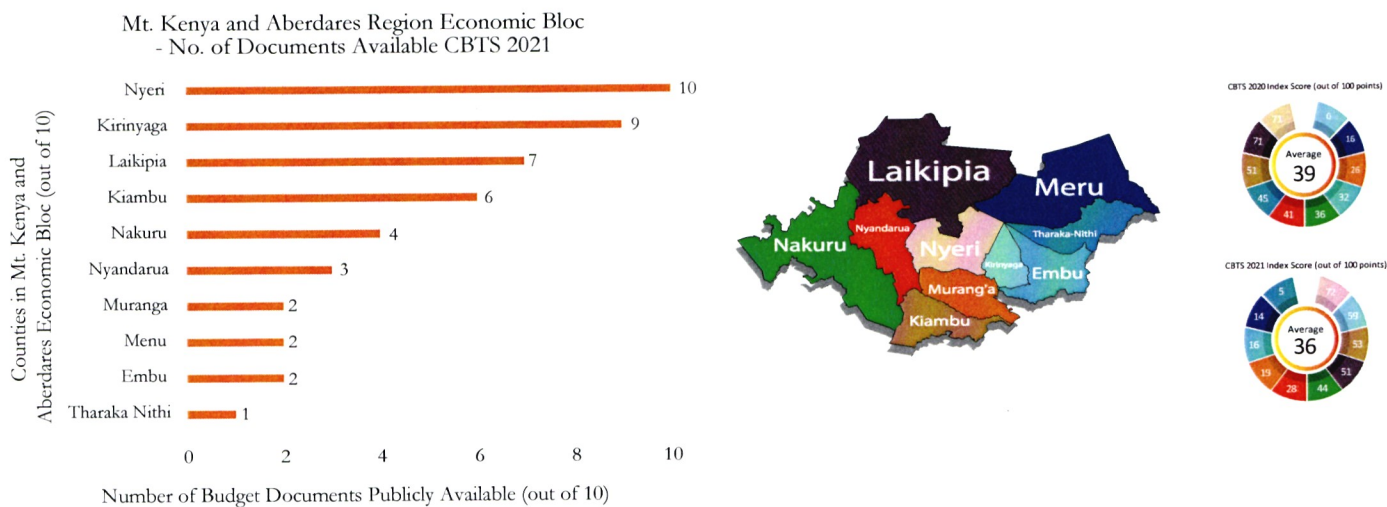 Mt. Kenya and Aberdares Region Economic Bloc
- No. of Documents Available CBTS 2021
Counties in Mt. Kenya and
Aberdares Economic Bloc (out of 10)
Nyeri 10
Kirinyaga 9
Laikipia 7
Kiambu 6
Nakuru 4
Nyandarua 3
Muranga 2
Menu 2
Embu 2
Tharaka Nithi 1
0 2 4 6 8 10
Number of Budget Documents Publicly Available (out of 10)
Laikipia
Meru
Nakuru
Nyandarua
Nyeri
Tharaka-Nithi
Kirinyaga
Embu
Murang'a
Kiambu
CBTS 2020 Index Score (out of 100 points)
6
16
26
32
36
41
45
51
71
Average
39
CBTS 2021 Index Score (out of 100 points)
59
53
51
44
28
19
16
14
5
Average
36